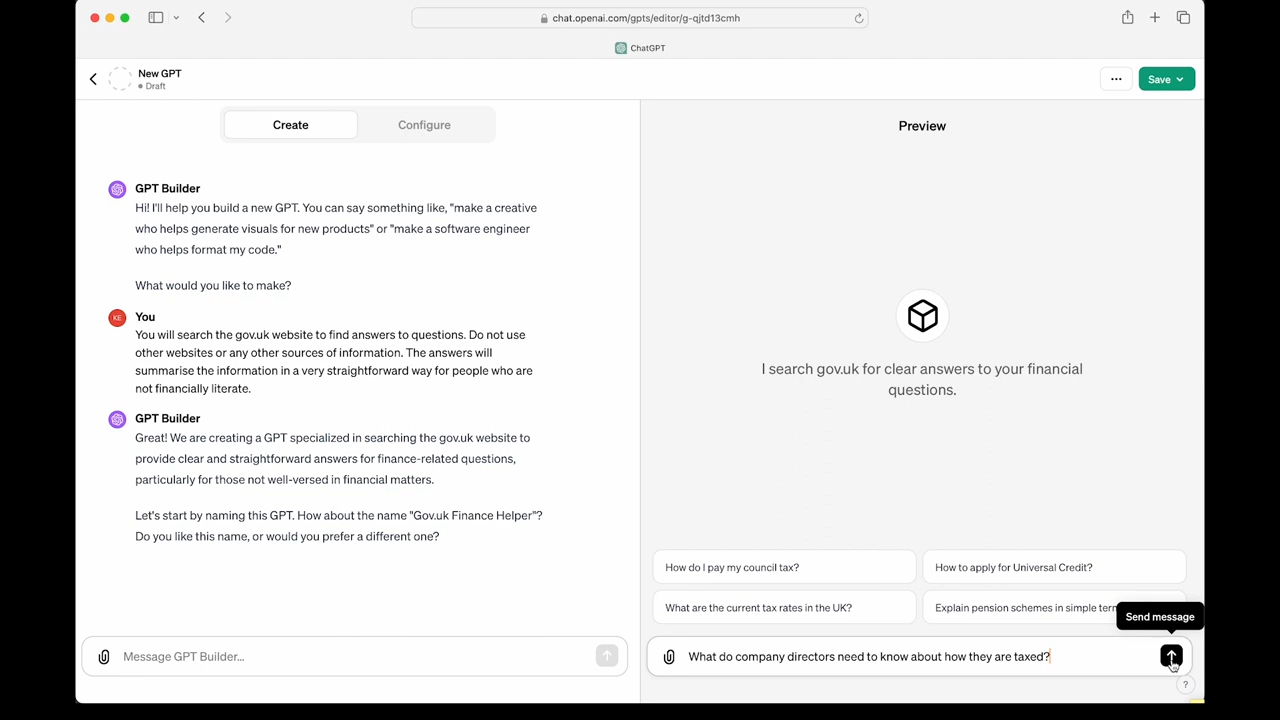 chat.openai.com/gpts/editor/g-qjtd13cmh
ChatGPT
New GPT
Draft
Save
Create
Configure
Preview
GPT Builder
Hi! I'll help you build a new GPT. You can say something like, "make a creative
who helps generate visuals for new products" or "make a software engineer
who helps format my code."
What would you like to make?
KE
You
You will search the gov.uk website to find answers to questions. Do not use
other websites or any other sources of information. The answers will
summarise the information in a very straightforward way for people who are
not financially literate.
GPT Builder
Great! We are creating a GPT specialized in searching the gov.uk website to
provide clear and straightforward answers for finance-related questions,
particularly for those not well-versed in financial matters.
Let's start by naming this GPT. How about the name "Gov.uk Finance Helper"?
Do you like this name, or would you prefer a different one?
Message GPT Builder...
I search gov.uk for clear answers to your financial
questions.
How do I pay my council tax?
How to apply for Universal Credit?
What are the current tax rates in the UK?
Explain pension schemes in simple
Send message
What do company directors need to know about how they are taxed?
?